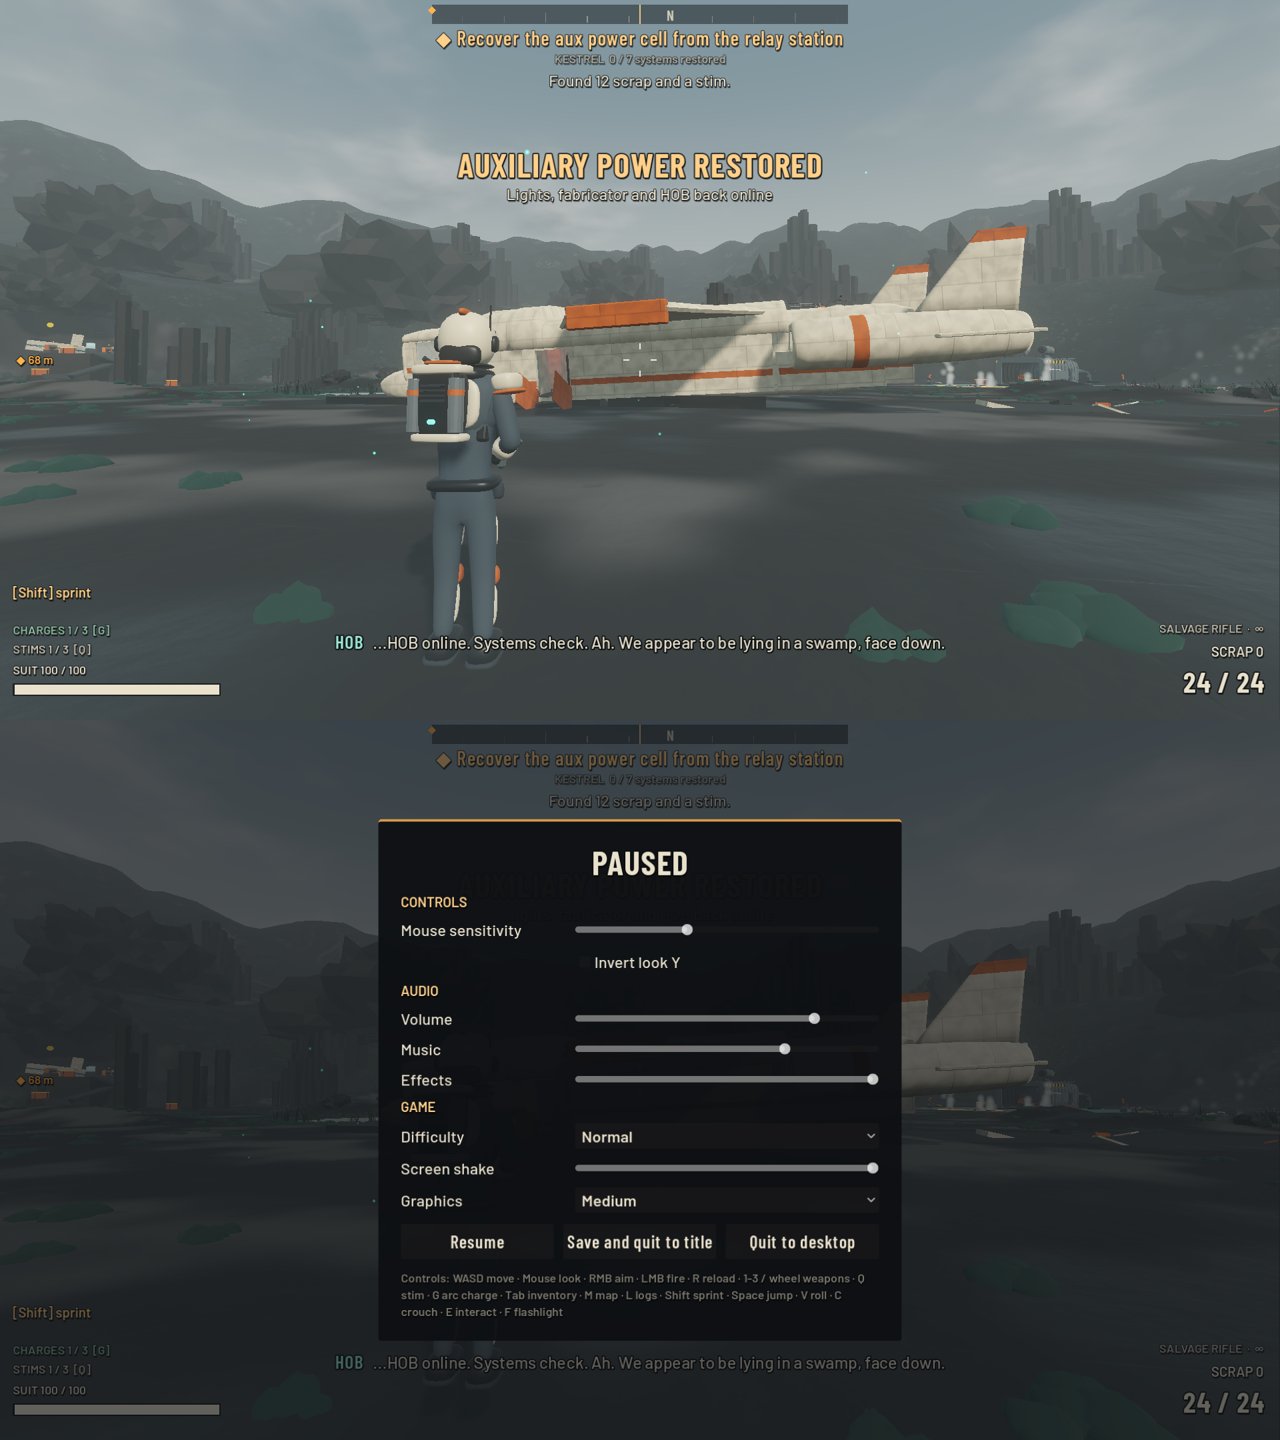 N
Recover the aux power cell from the relay station
KESTREL 0 / 7 systems restored
Found 12 scrap and a stim.
AUXILIARY POWER RESTORED
Lights, fabricator and HOB back online
68 m
[Shift] sprint
CHARGES 1 / 3 [G]
STIMS 1 / 3 [Q]
SUIT 100 / 100
HOB ...HOB online. Systems check. Ah. We appear to be lying in a swamp, face down.
SALVAGE RIFLE · ∞
SCRAP 0
24 / 24
N
Recover the aux power cell from the relay station
KESTREL 0 / 7 systems restored
Found 12 scrap and a stim.
PAUSED
AUXILIARY POWER RESTORED
CONTROLS
Mouse sensitivity
Invert look Y
AUDIO
Volume
Music
Effects
GAME
Difficulty Normal
Screen shake
Graphics Medium
Resume Save and quit to title Quit to desktop
Controls: WASD move · Mouse look · RMB aim · LMB fire · R reload · 1-3 / wheel weapons · Q
stim · G arc charge · Tab inventory · M map · L logs · Shift sprint · Space jump · V roll · C
crouch · E interact · F flashlight
68 m
[Shift] sprint
CHARGES 1 / 3 [G]
STIMS 1 / 3 [Q]
SUIT 100 / 100
HOB ...HOB online. Systems check. Ah. We appear to be lying in a swamp, face down.
SALVAGE RIFLE · ∞
SCRAP 0
24 / 24